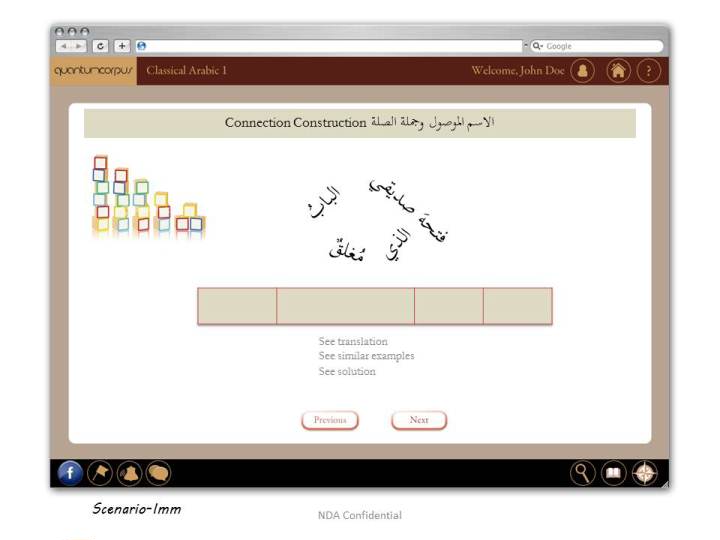 Google
quantumcorpus Classical Arabic 1 Welcome, John Doe ?
Connection Construction الاسم الموصول وجملة الصلة
البابُ
فتحَه صديقي
الذي
مُغلقٌ
See translation
See similar examples
See solution
Previous Next
f
Scenario-Imm
NDA Confidential